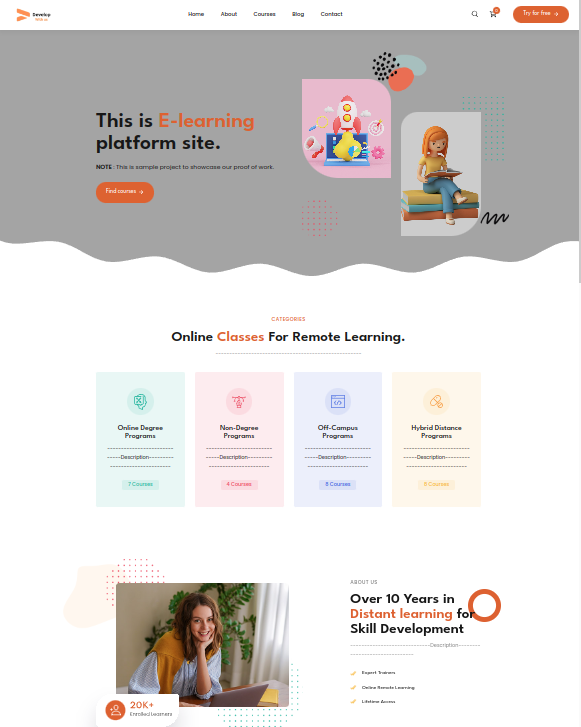 Develop
Home About Courses Blog Contact
0
Try for free →
This is E-learning
platform site.
NOTE : This is sample project to showcase our proof of work.
Find courses →
CATEGORIES
Online Classes For Remote Learning.
Online Degree
Programs
-----Description-----
7 Courses
Non-Degree
Programs
-----Description-----
4 Courses
Off-Campus
Programs
-----Description-----
8 Courses
Hybrid Distance
Programs
-----Description-----
8 Courses
ABOUT US
Over 10 Years in
Distant learning for
Skill Development
-----Description-----
Expert Trainers
Online Remote Learning
Lifetime Access
20K+
Enrolled Learners